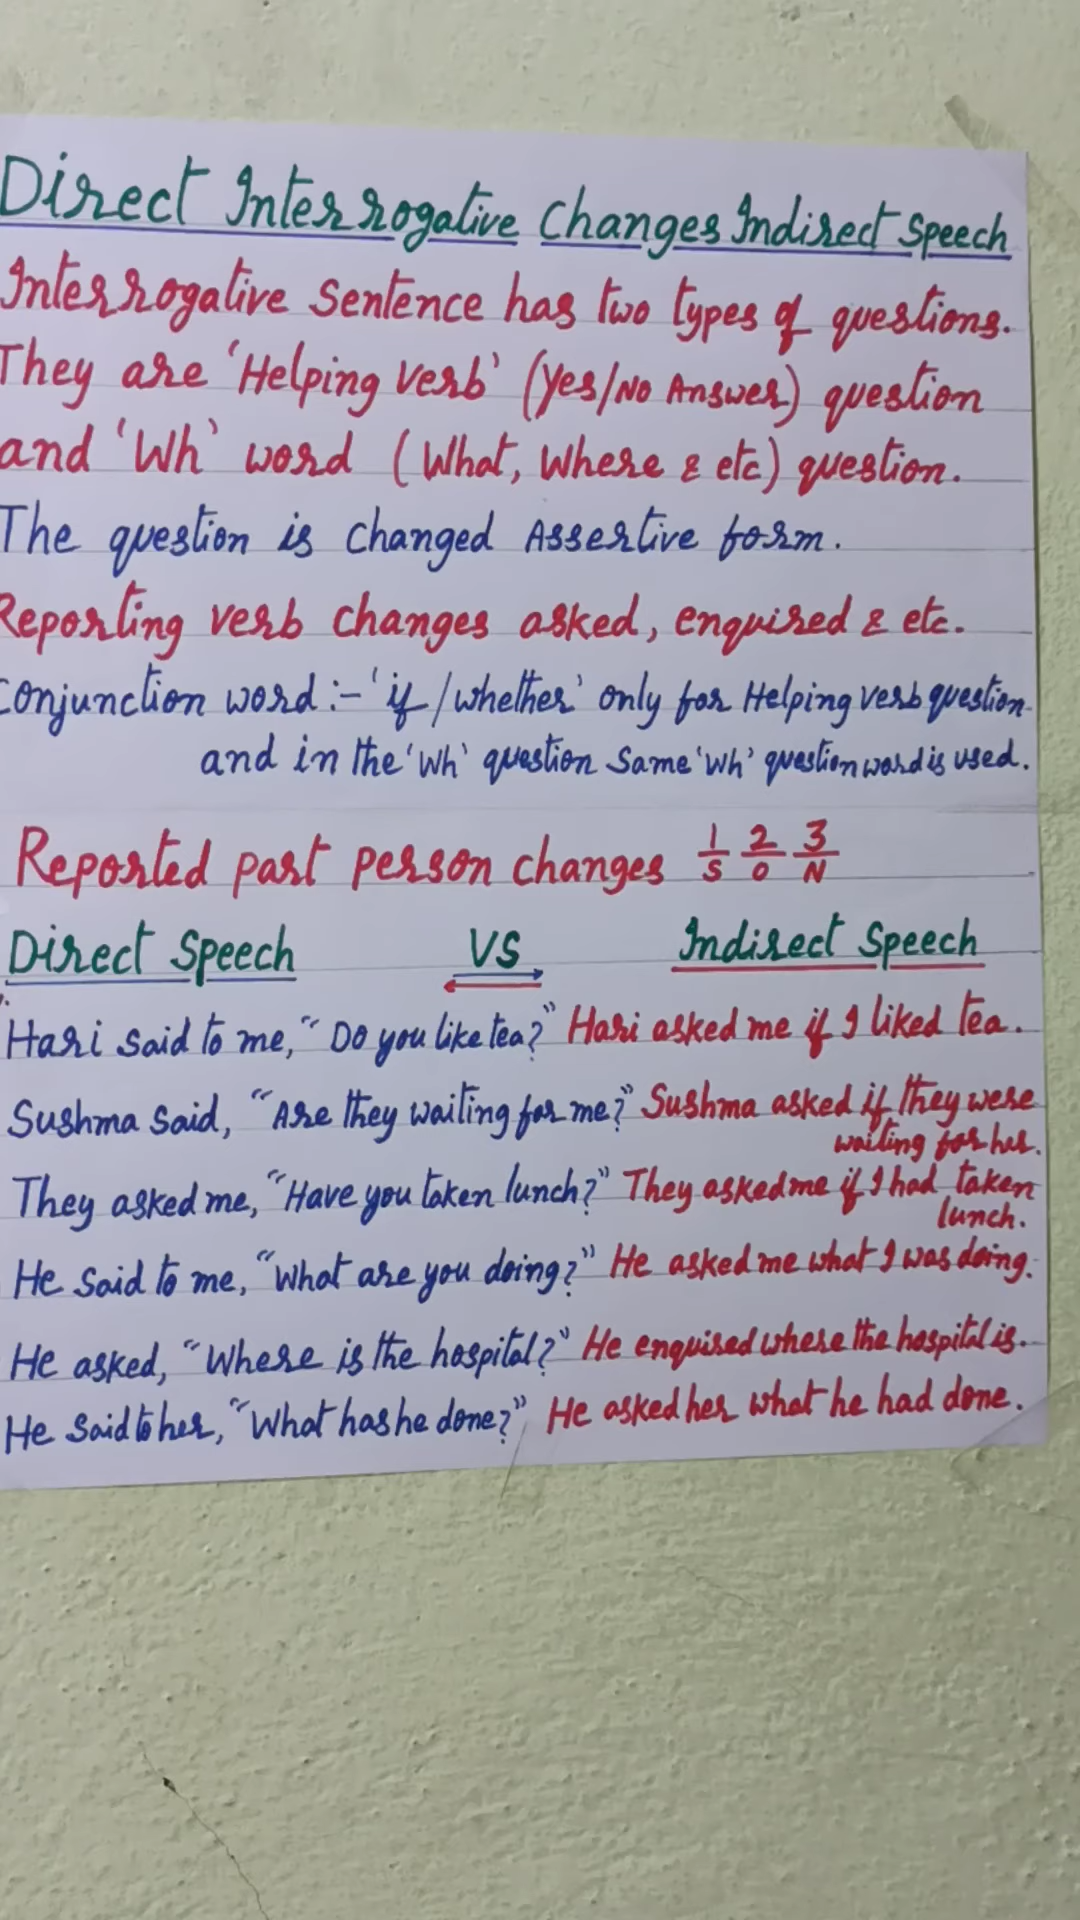 Direct Interrogative Changes Indirect Speech
Interrogative Sentence has two types of questions.
They are 'Helping verb' (Yes/No Answer) question
and 'Wh' word (What, Where & etc) question.
The question is changed Assertive form.
Reporting verb changes asked, enquired & etc.
Conjunction word :- 'if/whether' only for Helping verb question
and in the 'Wh' question Same 'Wh' question word is used.
Reported part person changes 1/S 2/O 3/N
Direct Speech VS Indirect Speech
Hari said to me, "Do you like tea?" Hari asked me if I liked tea.
Sushma said, "Are they waiting for me?" Sushma asked if they were
waiting for her.
They asked me, "Have you taken lunch?" They asked me if I had taken
lunch.
He said to me, "What are you doing?" He asked me what I was doing.
He asked, "Where is the hospital?" He enquired where the hospital is.
He said to her, "What has he done?" He asked her what he had done.